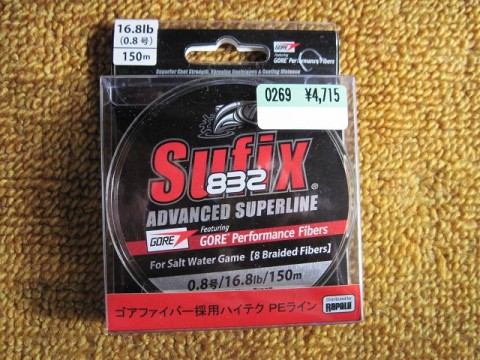 16.8lb
(0.8号)
150m
GORE
Featuring
GORE Performance Fibers
0269 ¥4,715
Sufix®
832
ADVANCED SUPERLINE
Featuring
GORE GORE® Performance Fibers
For Salt Water Game【8 Braided Fibers】
0.8号/16.8lb/150m
ゴアファイバー採用ハイテク PEライン
RAPALA